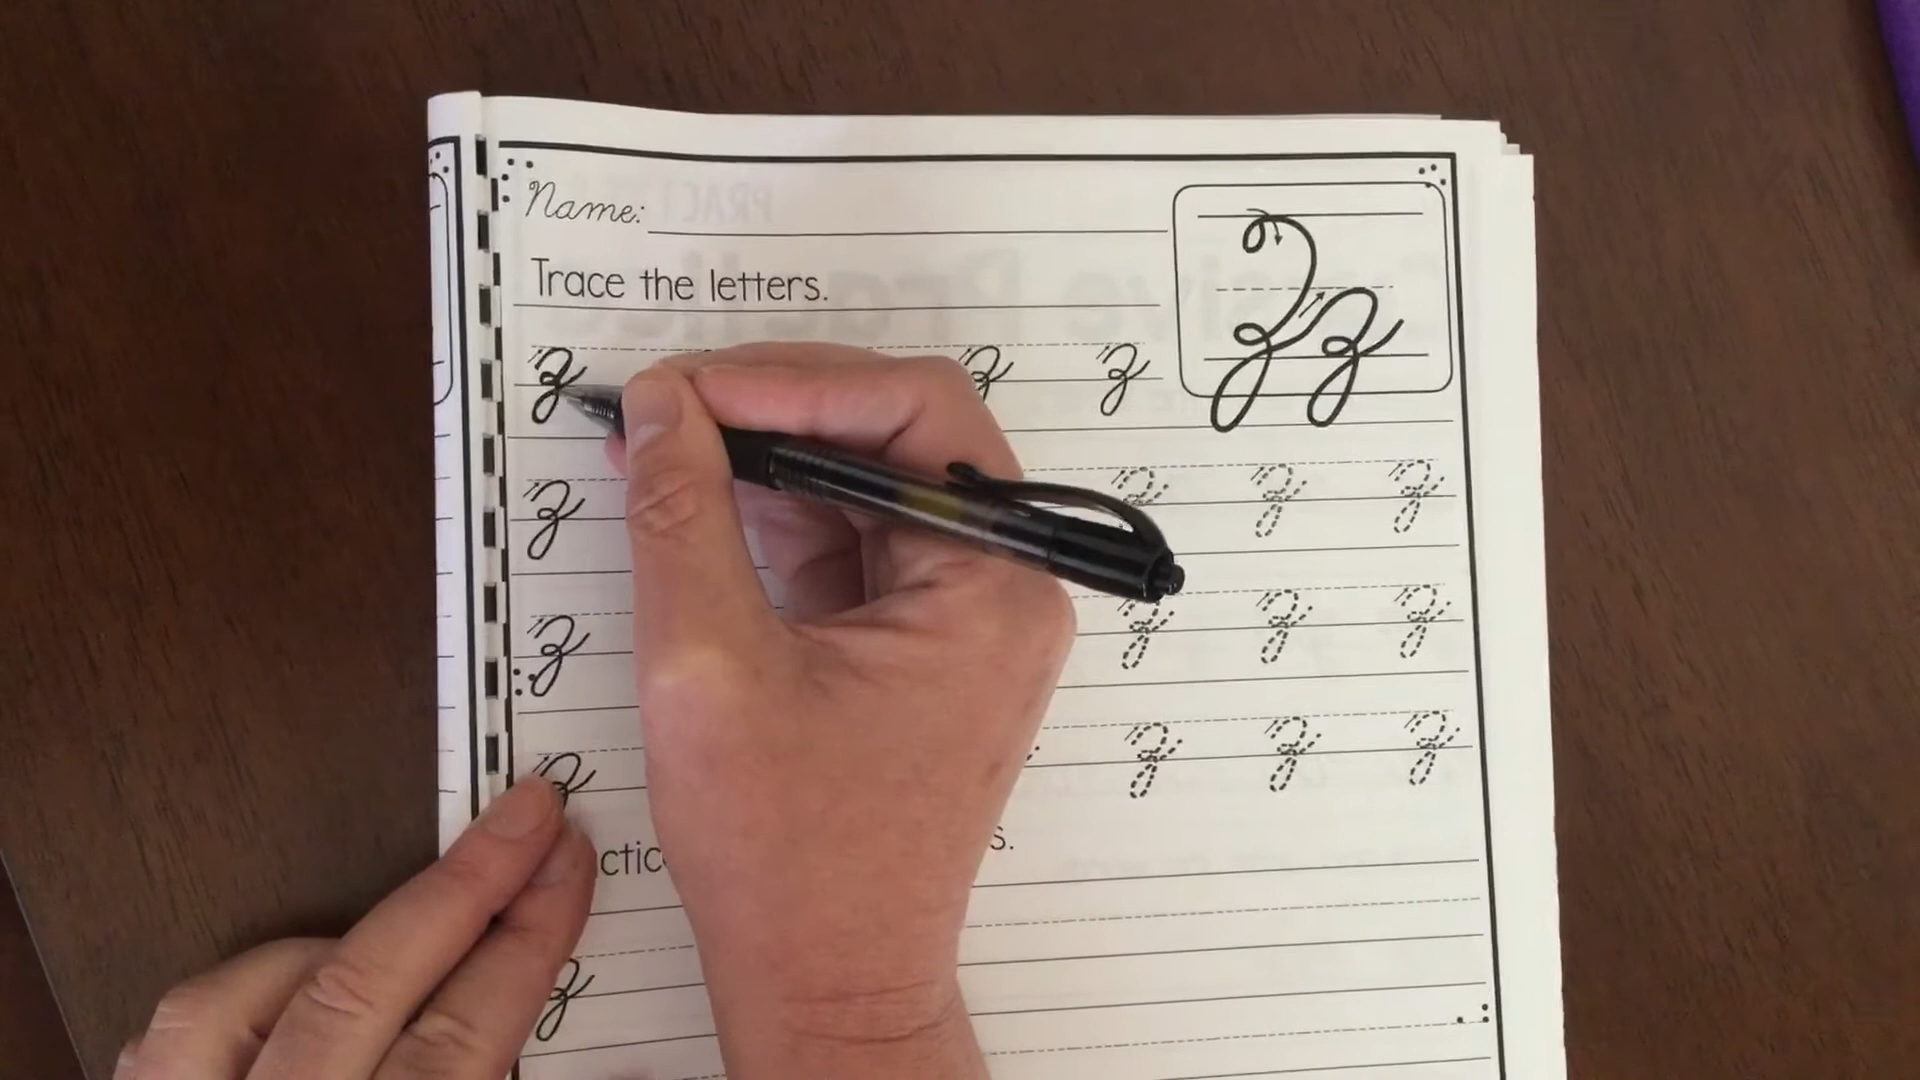 Name:
Trace the letters.
Zz
z z z
z z z z
z z z z
z z z z
z